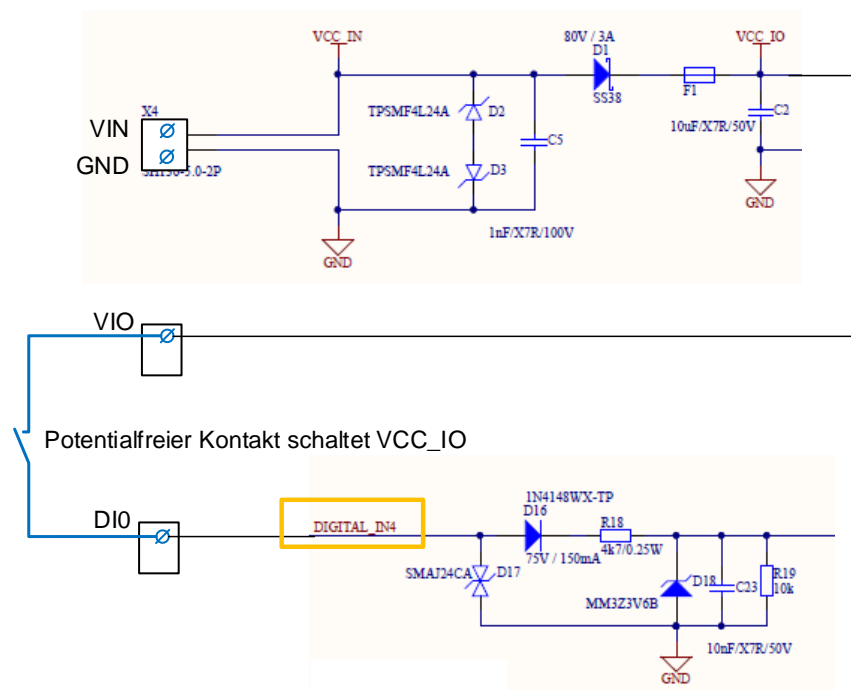 VCC_IN
80V / 3A
D1
VCC_IO
SS38
F1
X4
TPSMF4L24A
D2
VIN
C2
10uF/X7R/50V
C5
GND
TPSMF4L24A
D3
GND
1nF/X7R/100V
GND
VIO
Potentialfreier Kontakt schaltet VCC_IO
1N4148WX-TP
D16
DI0
DIGITAL_IN4
R18
4k7/0.25W
75V / 150mA
SMAJ24CA
D17
D18
C23
R19
10k
MM3Z3V6B
10nF/X7R/50V
GND